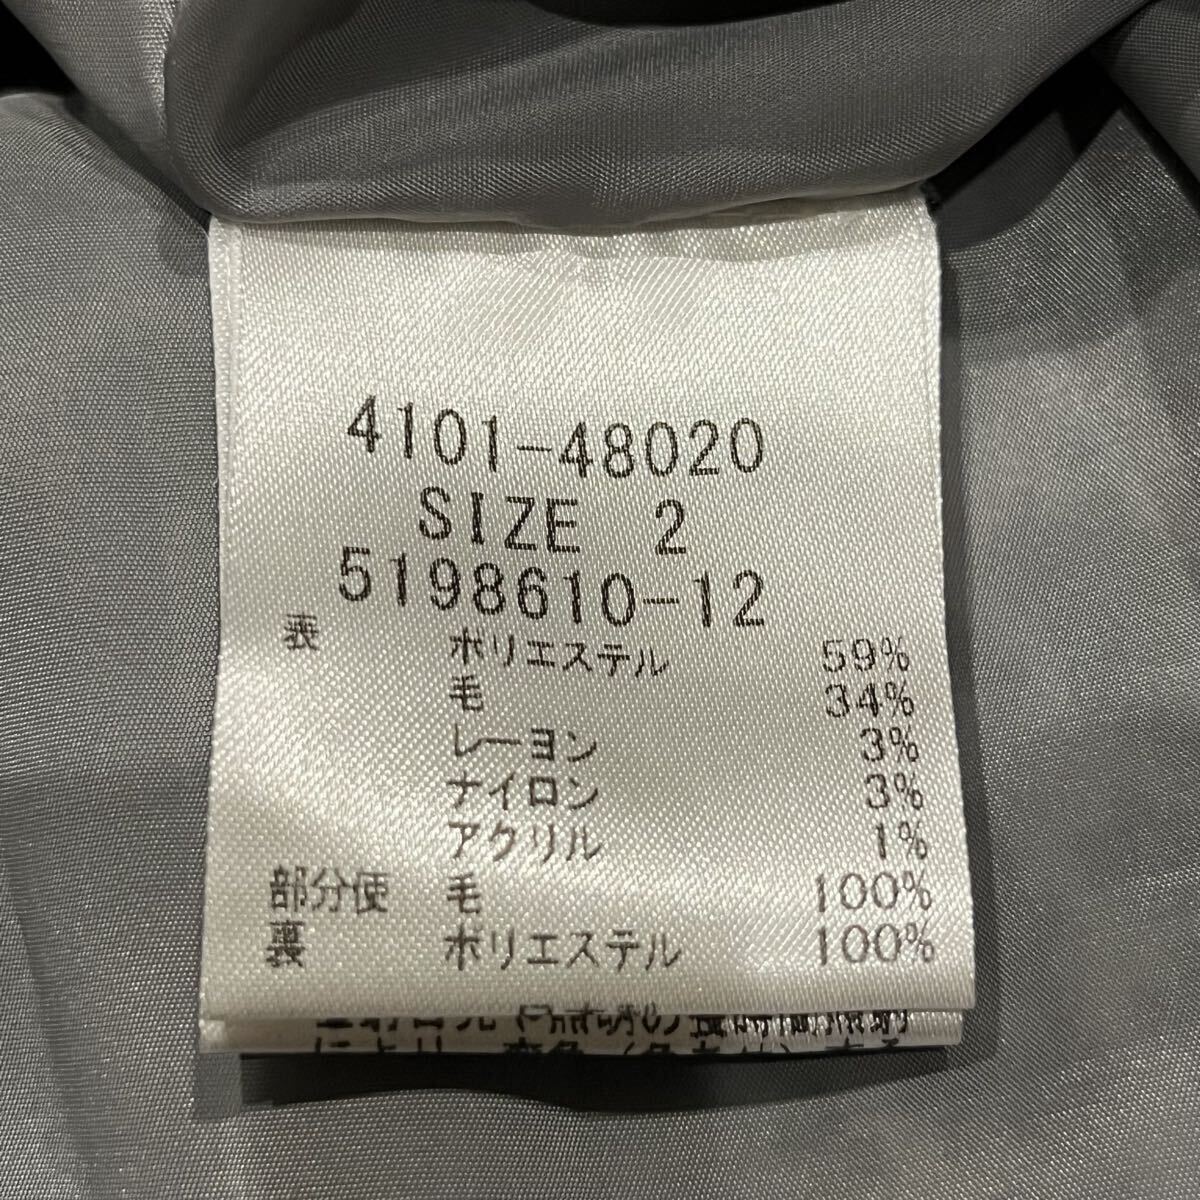 4101-48020
SIZE 2
5198610-12
表 ポリエステル 59%
毛 34%
レーヨン 3%
ナイロン 3%
アクリル 1%
部分使 毛 100%
裏 ポリエステル 100%